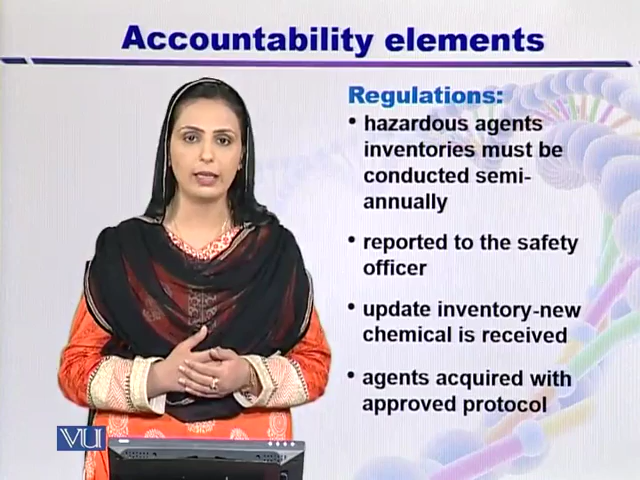 Accountability elements
Regulations:
• hazardous agents
inventories must be
conducted semi-
annually
• reported to the safety
officer
• update inventory-new
chemical is received
• agents acquired with
approved protocol
VU